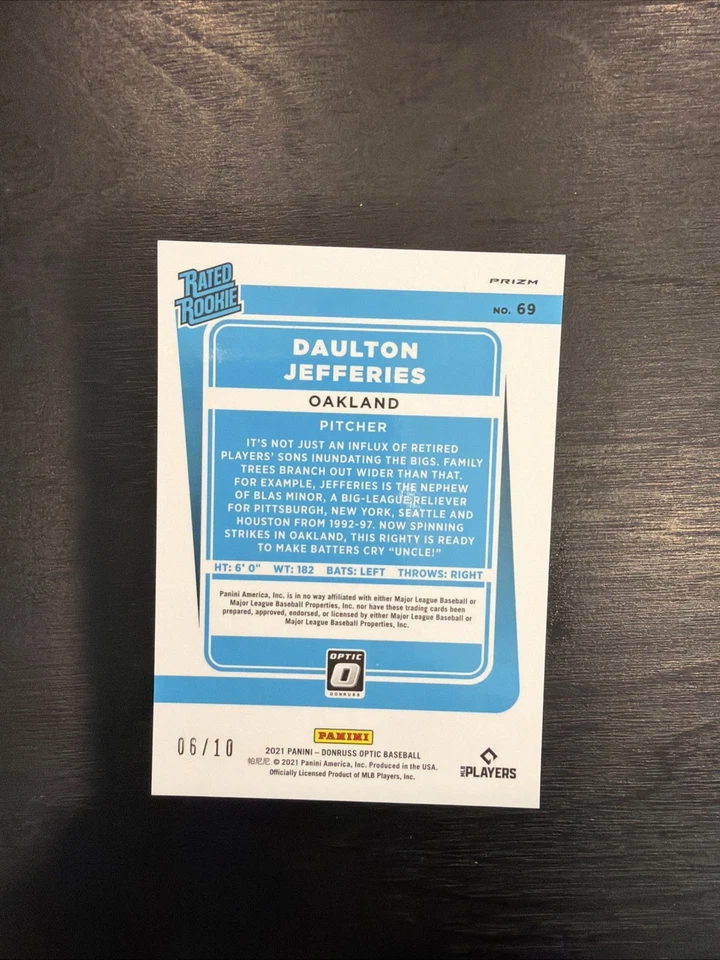 RATED
ROOKIE
PRIZM
NO. 69
DAULTON
JEFFERIES
OAKLAND
PITCHER
IT'S NOT JUST AN INFLUX OF RETIRED
PLAYERS' SONS INUNDATING THE BIGS. FAMILY
TREES BRANCH OUT WIDER THAN THAT.
FOR EXAMPLE, JEFFERIES IS THE NEPHEW
OF BLAS MINOR, A BIG-LEAGUE RELIEVER
FOR PITTSBURGH, NEW YORK, SEATTLE AND
HOUSTON FROM 1992-97. NOW SPINNING
STRIKES IN OAKLAND, THIS RIGHTY IS READY
TO MAKE BATTERS CRY "UNCLE!"
HT: 6' 0" WT: 182 BATS: LEFT THROWS: RIGHT
Panini America, Inc. is in no way affiliated with either Major League Baseball or
Major League Baseball Properties, Inc. nor have these trading cards been
prepared, approved, endorsed, or licensed by either Major League Baseball or
Major League Baseball Properties, Inc.
OPTIC
O
DONRUSS
06/10
PANINI
2021 PANINI – DONRUSS OPTIC BASEBALL
帕尼尼 © 2021 Panini America, Inc. Produced in the USA.
Officially Licensed Product of MLB Players, Inc.
MLB PLAYERS